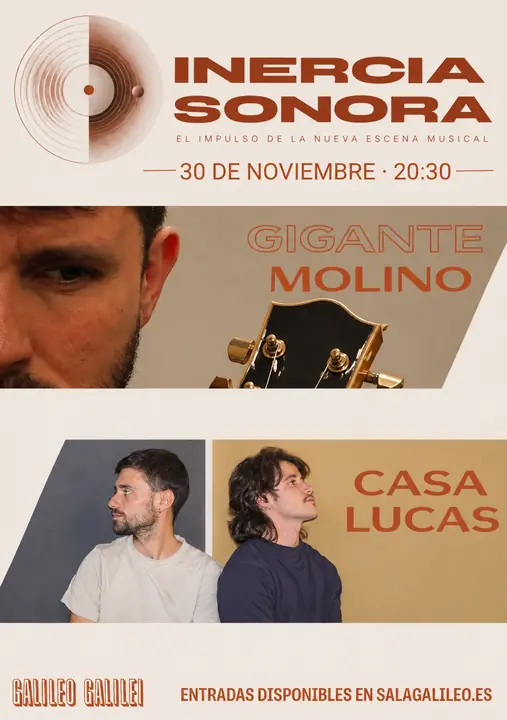 INERCIA
SONORA
EL IMPULSO DE LA NUEVA ESCENA MUSICAL
30 DE NOVIEMBRE · 20:30
GIGANTE
MOLINO
CASA
LUCAS
GALILEO GALILEI
ENTRADAS DISPONIBLES EN SALAGALILEO.ES